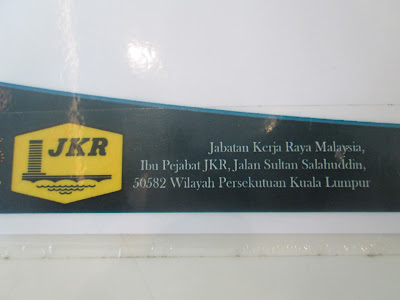 JKR
Jabatan Kerja Raya Malaysia,
Ibu Pejabat JKR, Jalan Sultan Salahuddin,
50582 Wilayah Persekutuan Kuala Lumpur